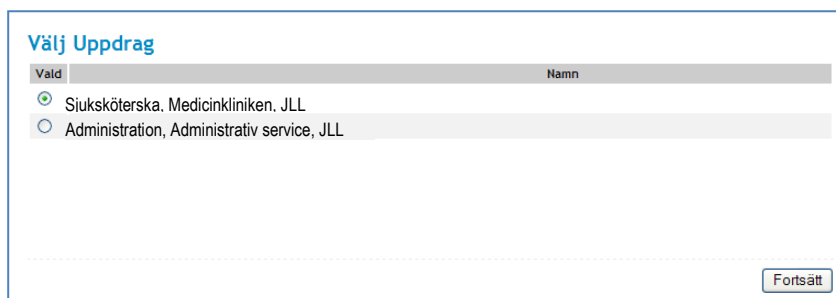 Välj Uppdrag
Vald Namn
Sjuksköterska, Medicinkliniken, JLL
Administration, Administrativ service, JLL
Fortsätt